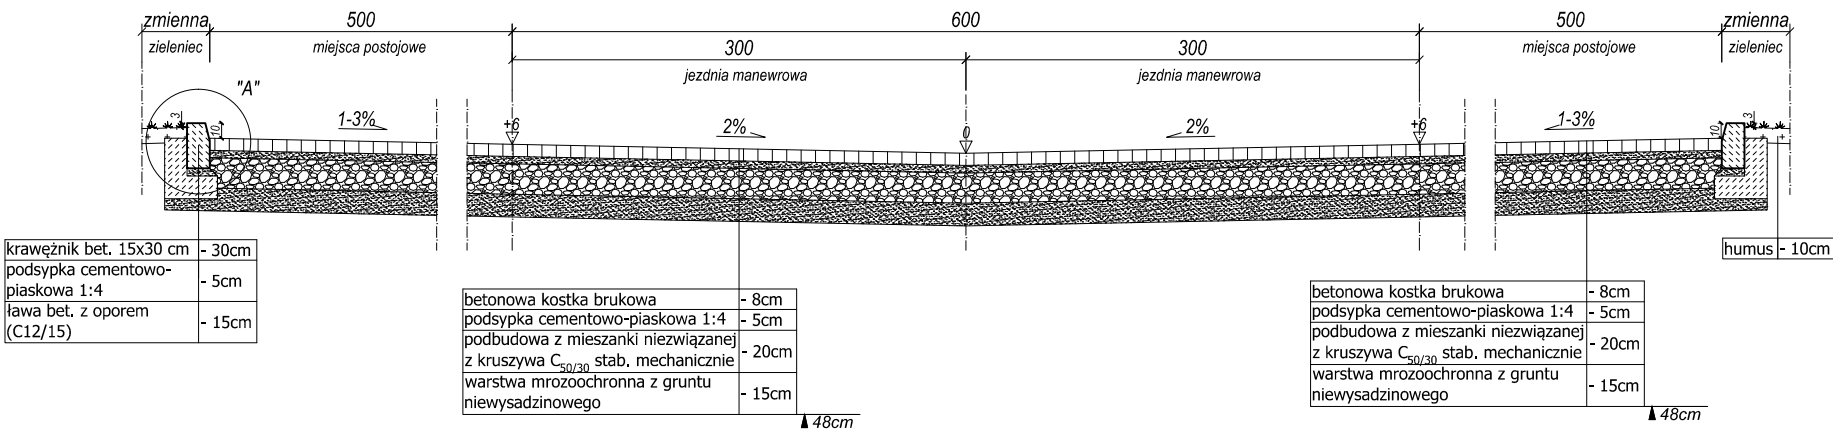 zmienna 500 600 500 zmienna
zieleniec miejsca postojowe 300 300 miejsca postojowe zieleniec
jezdnia manewrowa jezdnia manewrowa
"A"
3 10 1-3% +6 2% 0 2% +6 1-3% 10 3
krawężnik bet. 15x30 cm - 30cm
podsypka cementowo-
piaskowa 1:4 - 5cm
ława bet. z oporem
(C12/15) - 15cm
betonowa kostka brukowa - 8cm
podsypka cementowo-piaskowa 1:4 - 5cm
podbudowa z mieszanki niezwiązanej
z kruszywa C50/30 stab. mechanicznie - 20cm
warstwa mrozoochronna z gruntu
niewysadzinowego - 15cm
48cm
betonowa kostka brukowa - 8cm
podsypka cementowo-piaskowa 1:4 - 5cm
podbudowa z mieszanki niezwiązanej
z kruszywa C50/30 stab. mechanicznie - 20cm
warstwa mrozoochronna z gruntu
niewysadzinowego - 15cm
48cm
humus - 10cm